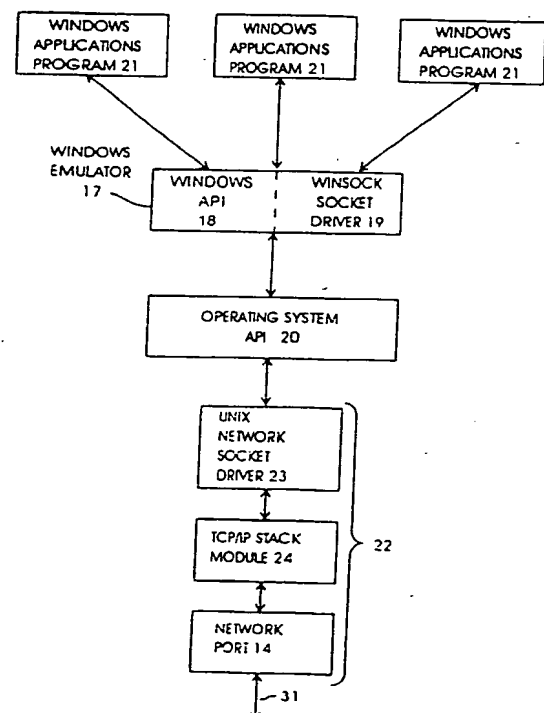 WINDOWS
APPLICATIONS
PROGRAM 21
WINDOWS
APPLICATIONS
PROGRAM 21
WINDOWS
APPLICATIONS
PROGRAM 21
WINDOWS
EMULATOR
17
WINDOWS
API
18
WINSOCK
SOCKET
DRIVER 19
OPERATING SYSTEM
API 20
UNIX
NETWORK
SOCKET
DRIVER 23
TCP/IP STACK
MODULE 24
22
NETWORK
PORT 14
31